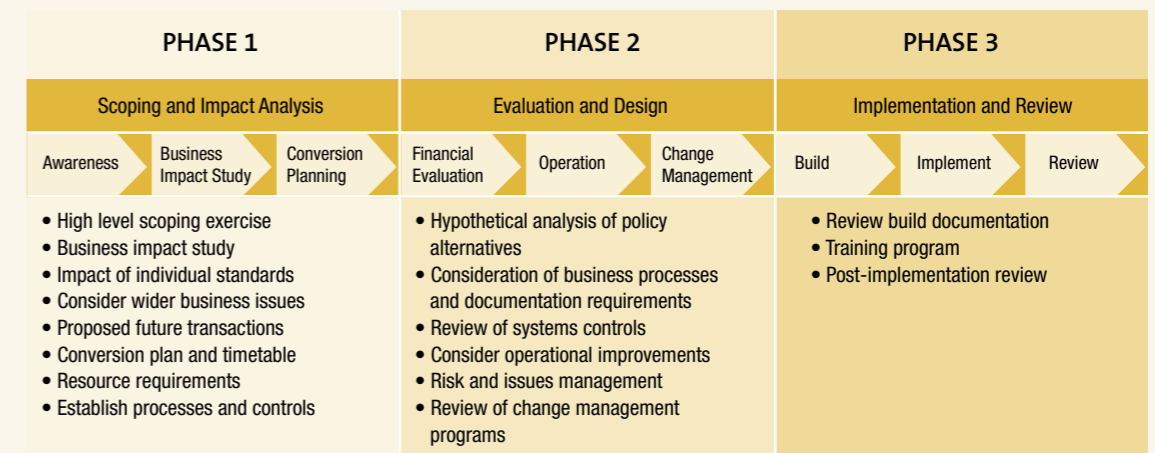 PHASE 1
Scoping and Impact Analysis
Awareness
Business
Impact Study
Conversion
Planning
• High level scoping exercise
• Business impact study
• Impact of individual standards
• Consider wider business issues
• Proposed future transactions
• Conversion plan and timetable
• Resource requirements
• Establish processes and controls
PHASE 2
Evaluation and Design
Financial
Evaluation
Operation
Change
Management
• Hypothetical analysis of policy
alternatives
• Consideration of business processes
and documentation requirements
• Review of systems controls
• Consider operational improvements
• Risk and issues management
• Review of change management
programs
PHASE 3
Implementation and Review
Build
Implement
Review
• Review build documentation
• Training program
• Post-implementation review